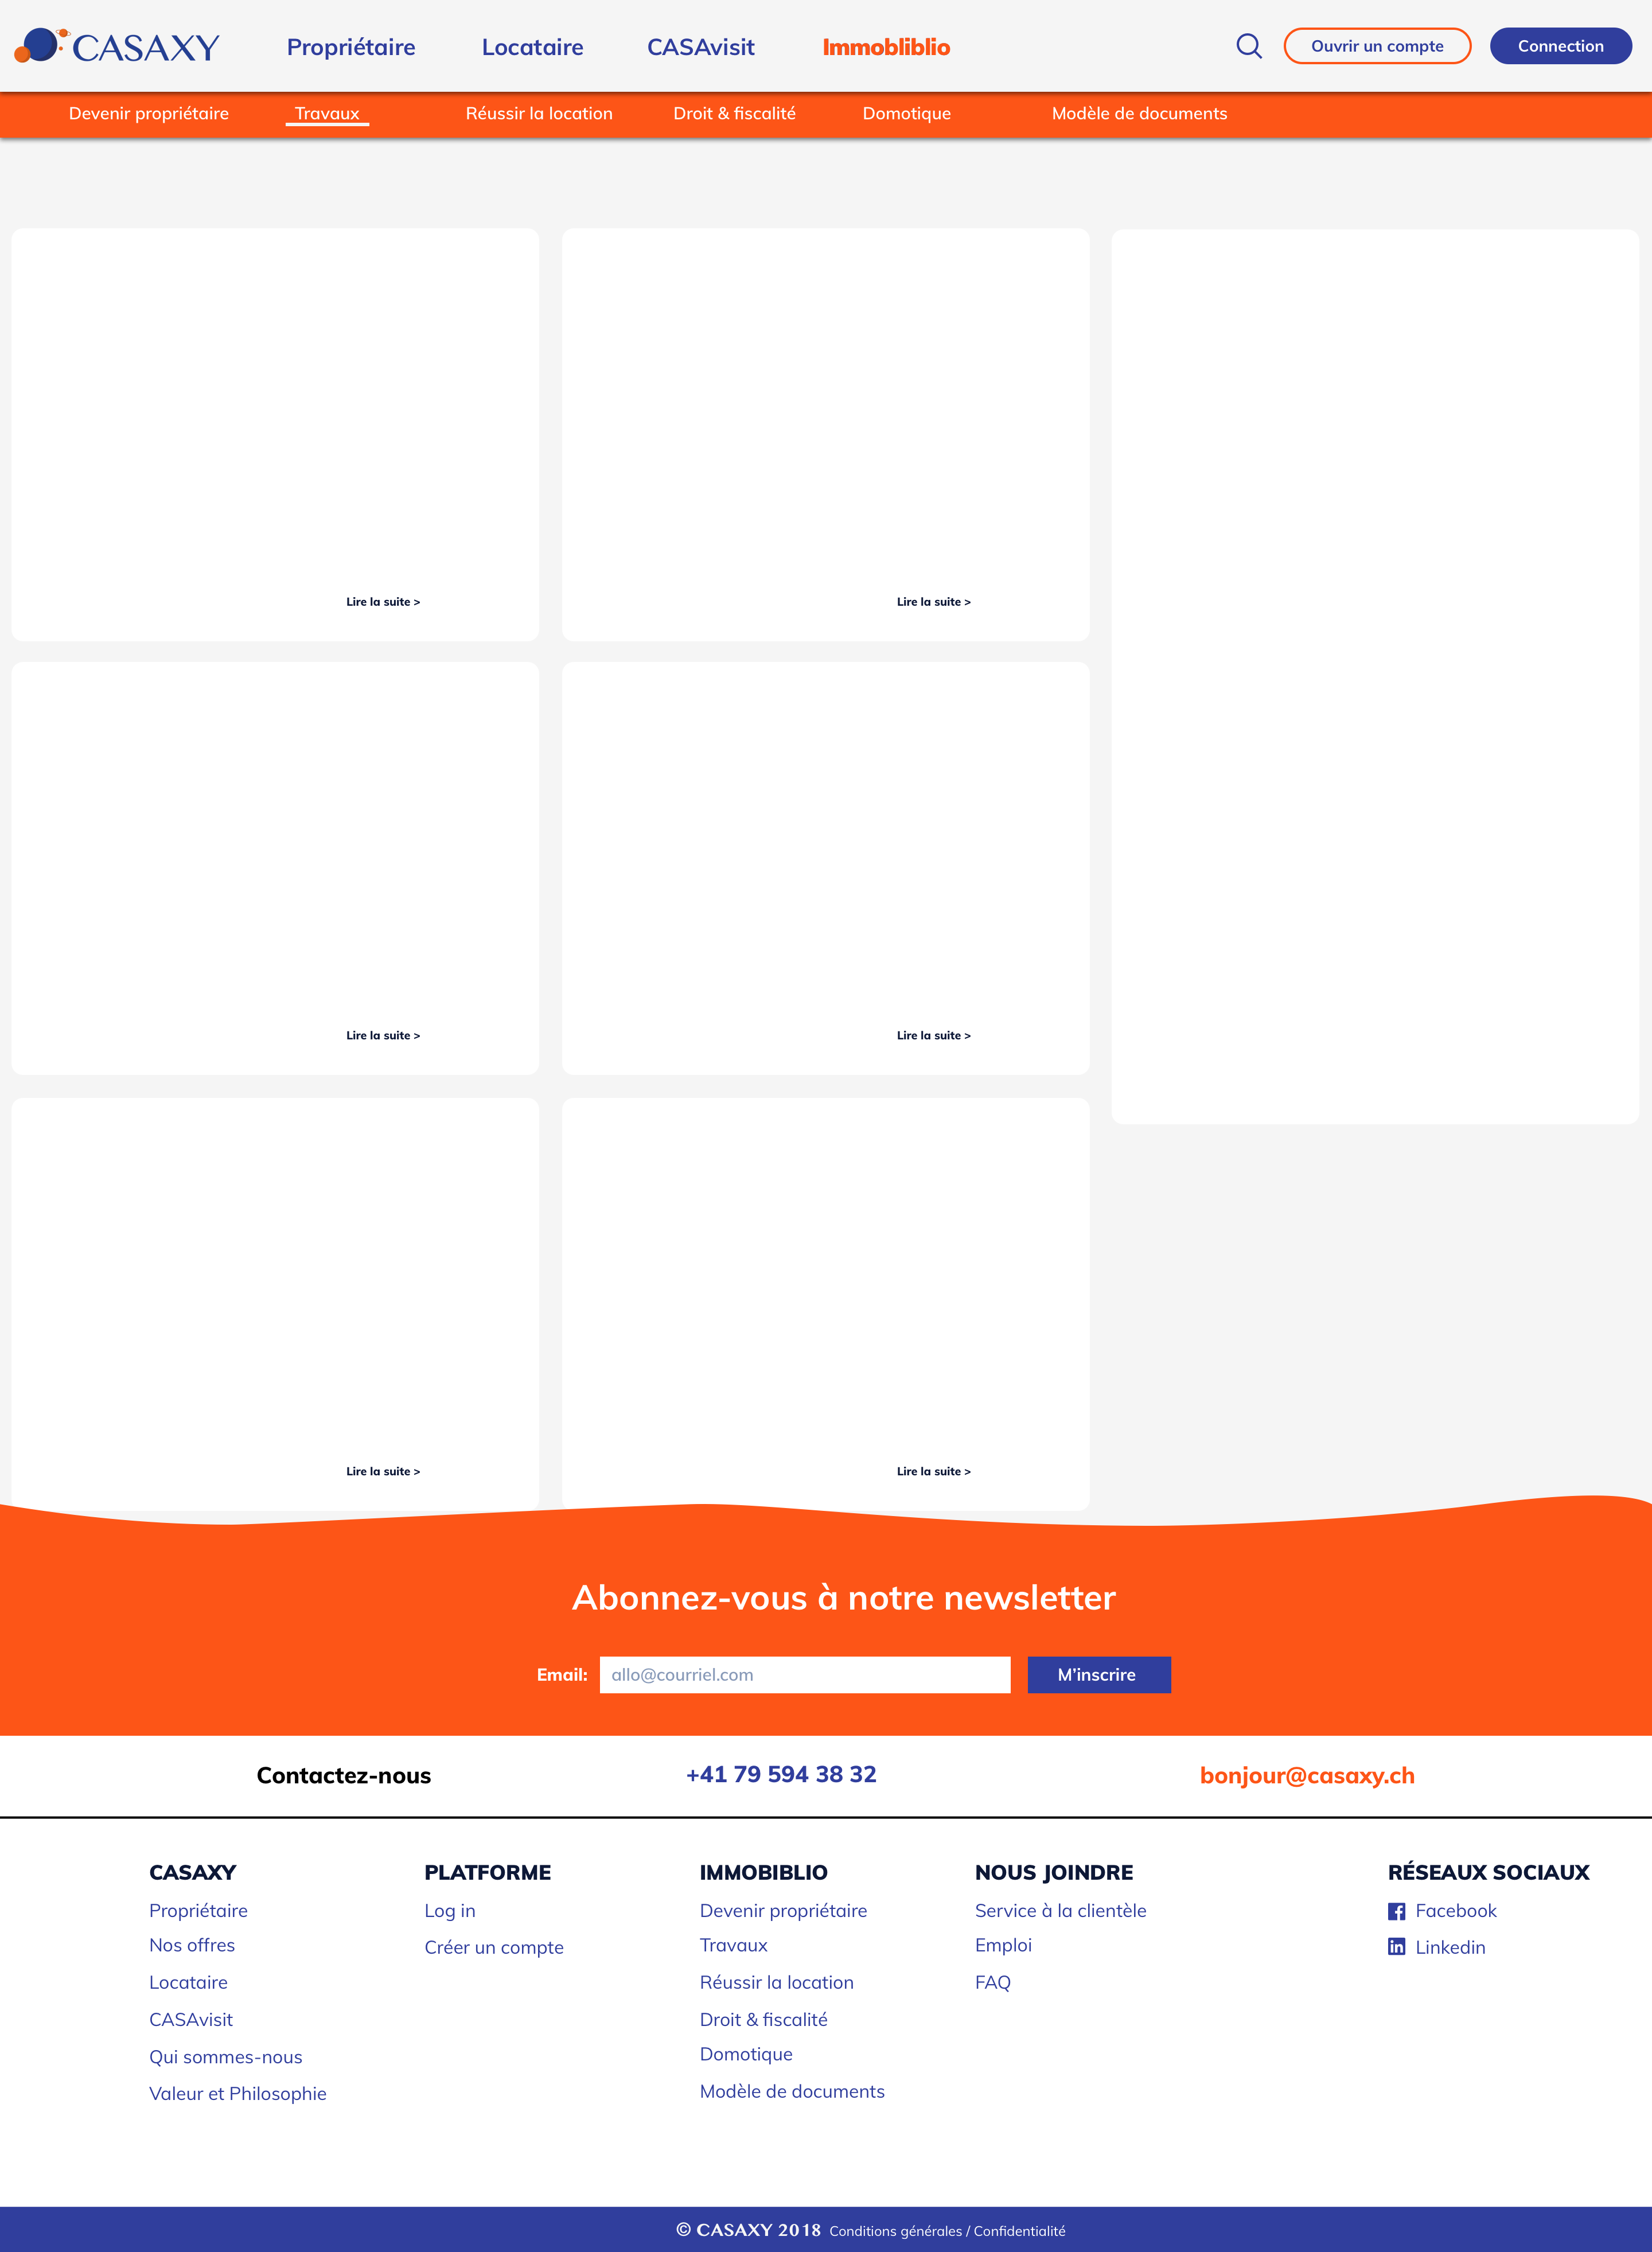 CASAXY
Propriétaire
Locataire
CASAvisit
Immobliblio
Ouvrir un compte
Connection
Devenir propriétaire
Travaux
Réussir la location
Droit & fiscalité
Domotique
Modèle de documents
Lire la suite >
Lire la suite >
Lire la suite >
Lire la suite >
Lire la suite >
Lire la suite >
Abonnez-vous à notre newsletter
Email:
allo@courriel.com
M’inscrire
Contactez-nous
+41 79 594 38 32
bonjour@casaxy.ch
CASAXY
Propriétaire
Nos offres
Locataire
CASAvisit
Qui sommes-nous
Valeur et Philosophie
PLATFORME
Log in
Créer un compte
IMMOBIBLIO
Devenir propriétaire
Travaux
Réussir la location
Droit & fiscalité
Domotique
Modèle de documents
NOUS JOINDRE
Service à la clientèle
Emploi
FAQ
RÉSEAUX SOCIAUX
Facebook
Linkedin
© CASAXY 2018 Conditions générales / Confidentialité